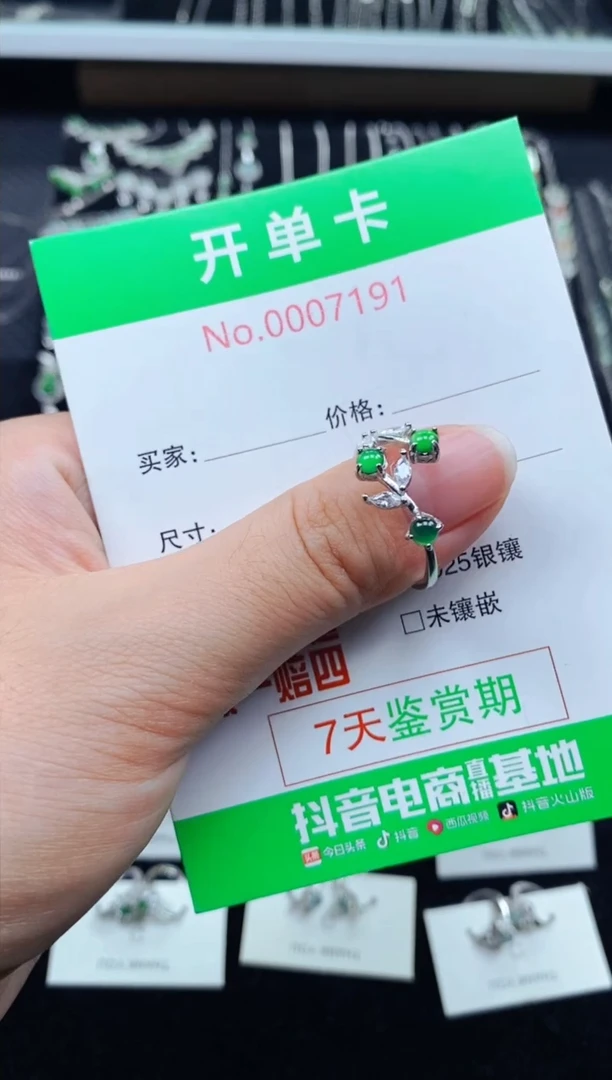 开单卡
No.0007191
价格:
买家:
尺寸:
25银镶
□未镶嵌
赔四
7天鉴赏期
抖音电商直播基地
头条 今日头条 抖音 西瓜视频 抖音火山版